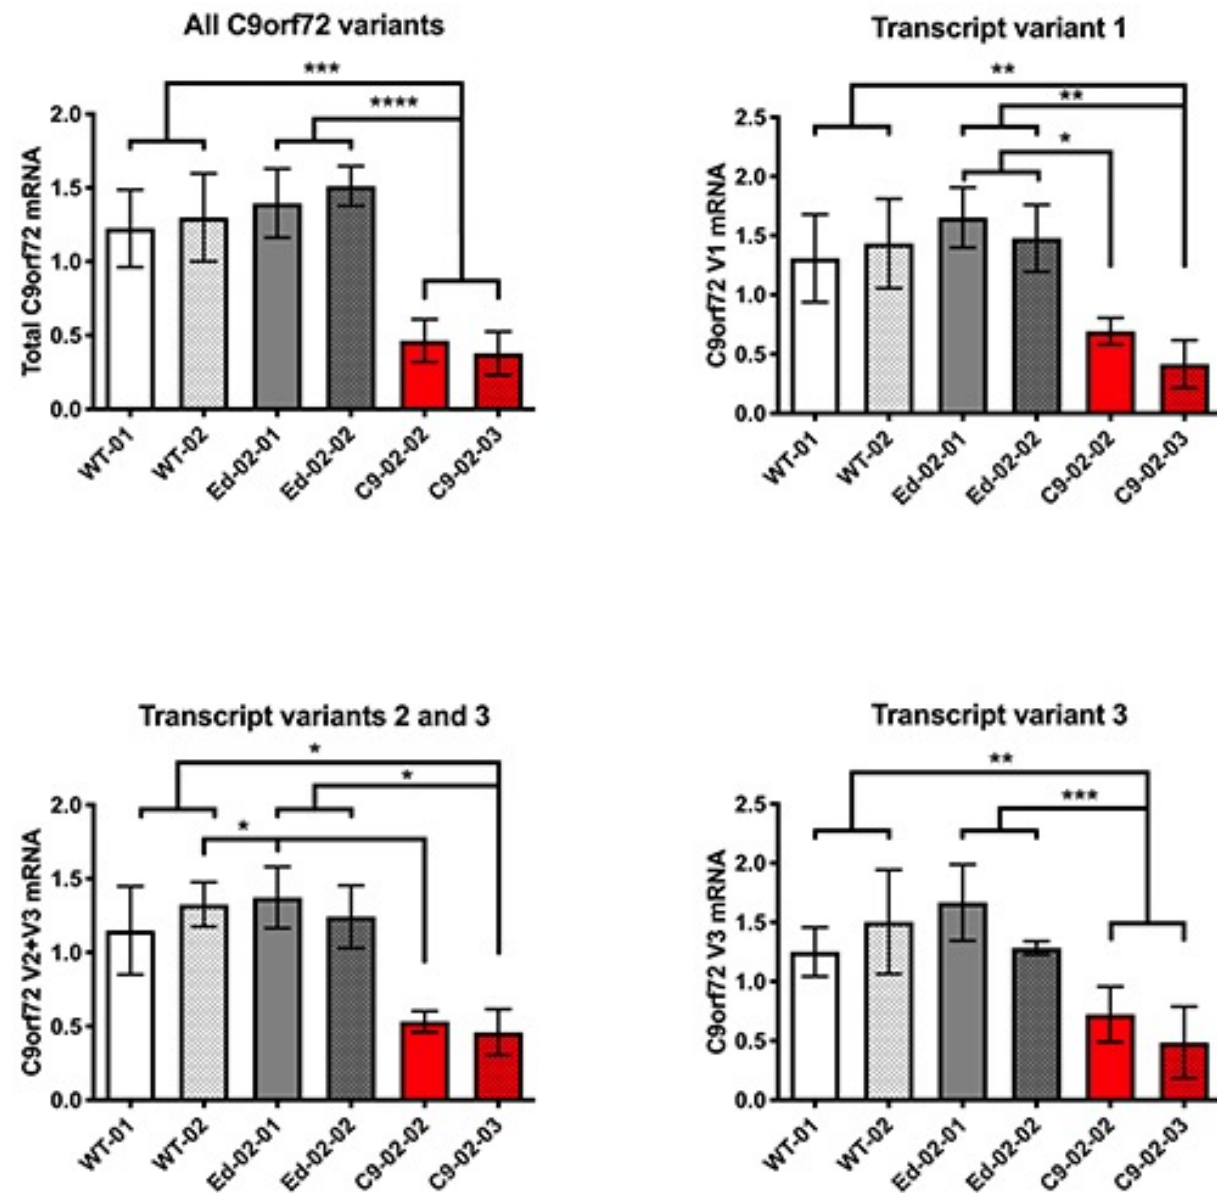 All C9orf72 variants
***
****
Total C9orf72 mRNA
2.0
1.5
1.0
0.5
0.0
WT-01
WT-02
Ed-02-01
Ed-02-02
C9-02-02
C9-02-03
Transcript variant 1
**
**
*
C9orf72 V1 mRNA
2.5
2.0
1.5
1.0
0.5
0.0
WT-01
WT-02
Ed-02-01
Ed-02-02
C9-02-02
C9-02-03
Transcript variants 2 and 3
*
*
*
C9orf72 V2+V3 mRNA
2.0
1.5
1.0
0.5
0.0
WT-01
WT-02
Ed-02-01
Ed-02-02
C9-02-02
C9-02-03
Transcript variant 3
**
***
C9orf72 V3 mRNA
2.5
2.0
1.5
1.0
0.5
0.0
WT-01
WT-02
Ed-02-01
Ed-02-02
C9-02-02
C9-02-03